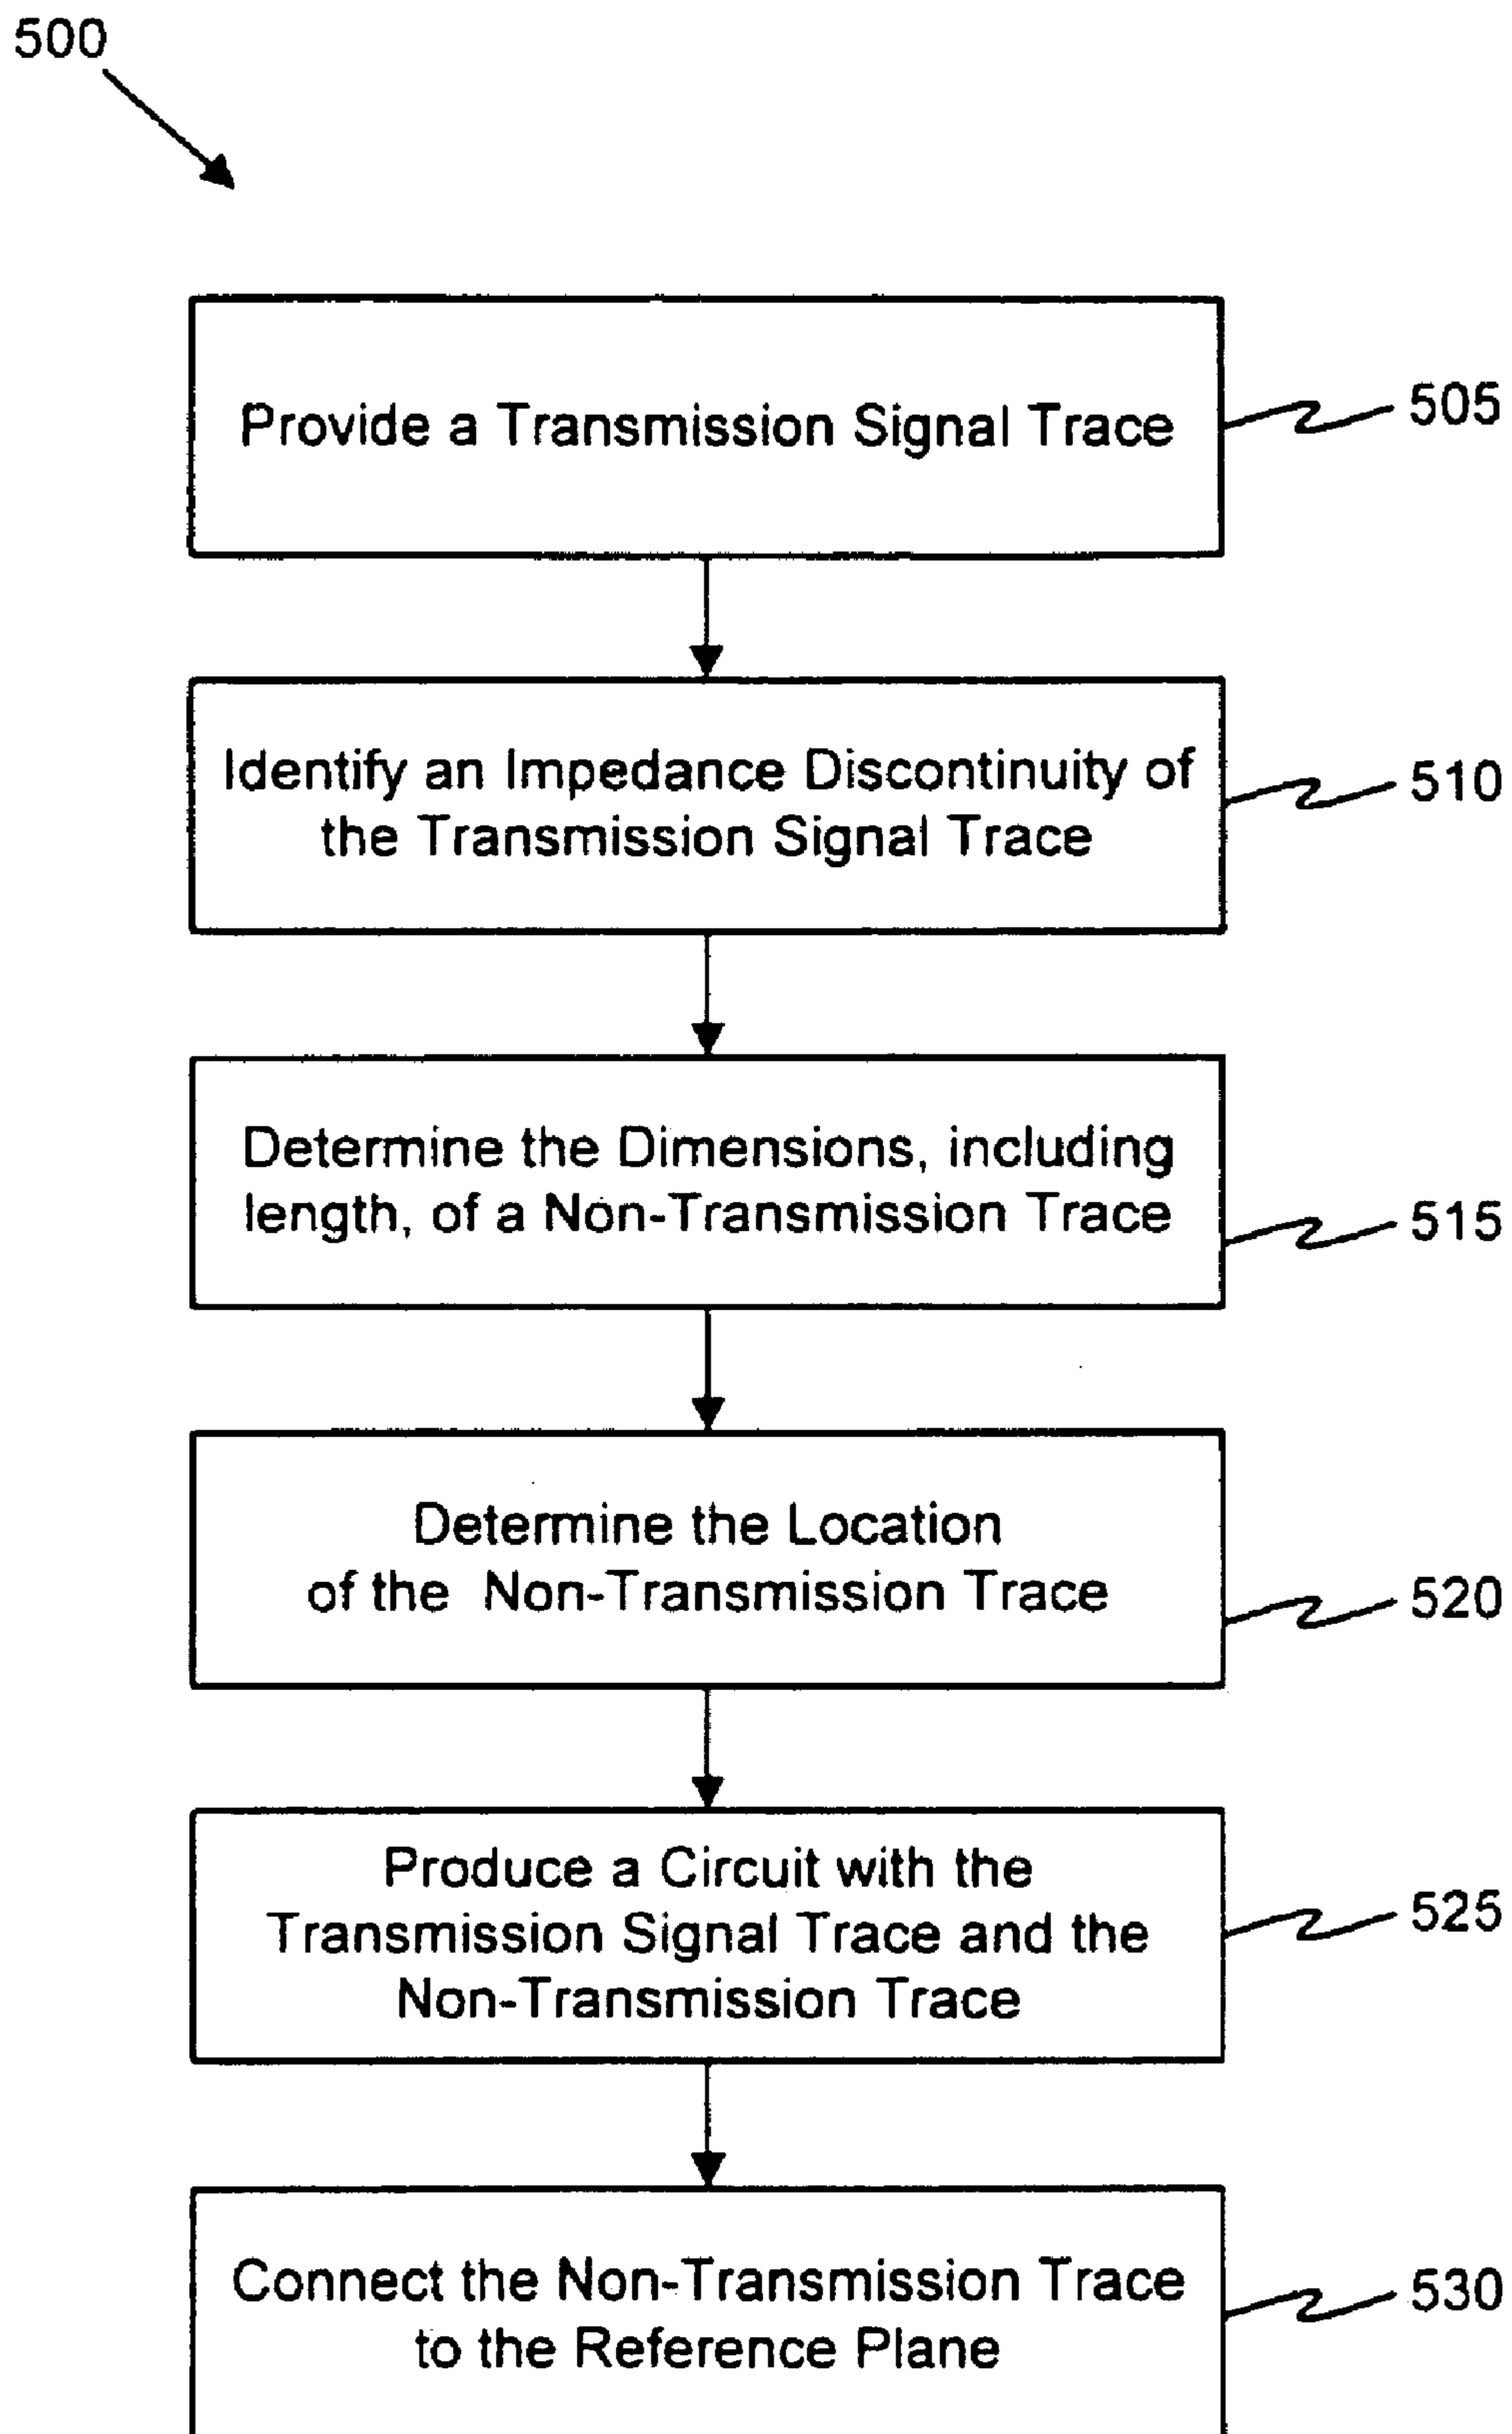 500
Provide a Transmission Signal Trace
505
Identify an Impedance Discontinuity of
the Transmission Signal Trace
510
Determine the Dimensions, including
length, of a Non-Transmission Trace
515
Determine the Location
of the Non-Transmission Trace
520
Produce a Circuit with the
Transmission Signal Trace and the
Non-Transmission Trace
525
Connect the Non-Transmission Trace
to the Reference Plane
530